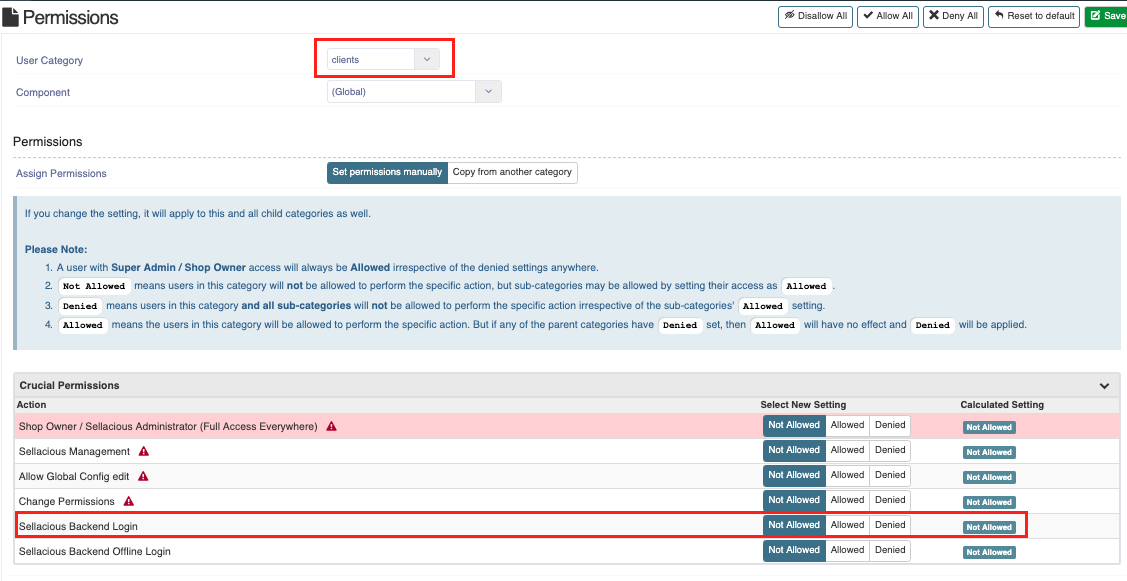 Permissions
Disallow All
Allow All
Deny All
Reset to default
Save
User Category
clients
Component
(Global)
Permissions
Assign Permissions
Set permissions manually
Copy from another category
If you change the setting, it will apply to this and all child categories as well.
Please Note:
1. A user with Super Admin / Shop Owner access will always be Allowed irrespective of the denied settings anywhere.
2. Not Allowed means users in this category will not be allowed to perform the specific action, but sub-categories may be allowed by setting their access as Allowed .
3. Denied means users in this category and all sub-categories will not be allowed to perform the specific action irrespective of the sub-categories' Allowed setting.
4. Allowed means the users in this category will be allowed to perform the specific action. But if any of the parent categories have Denied set, then Allowed will have no effect and Denied will be applied.
Crucial Permissions
Action Select New Setting Calculated Setting
Shop Owner / Sellacious Administrator (Full Access Everywhere) Not Allowed Allowed Denied Not Allowed
Sellacious Management Not Allowed Allowed Denied Not Allowed
Allow Global Config edit Not Allowed Allowed Denied Not Allowed
Change Permissions Not Allowed Allowed Denied Not Allowed
Sellacious Backend Login Not Allowed Allowed Denied Not Allowed
Sellacious Backend Offline Login Not Allowed Allowed Denied Not Allowed